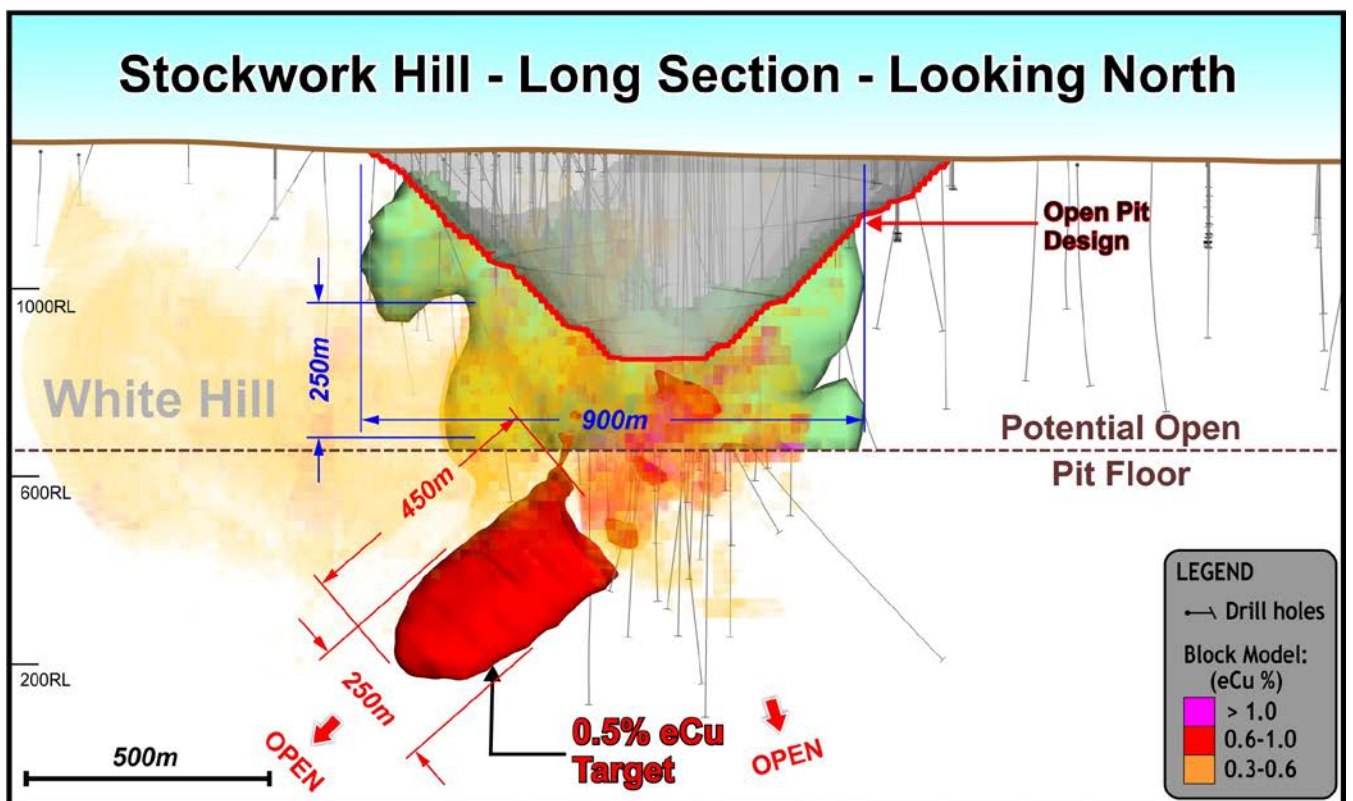 Stockwork Hill - Long Section - Looking North
Open Pit
Design
1000RL
250m
White Hill
900m
Potential Open
Pit Floor
600RL
450m
200RL
250m
0.5% eCu
Target
OPEN
OPEN
500m
LEGEND
Drill holes
Block Model:
(eCu %)
> 1.0
0.6-1.0
0.3-0.6